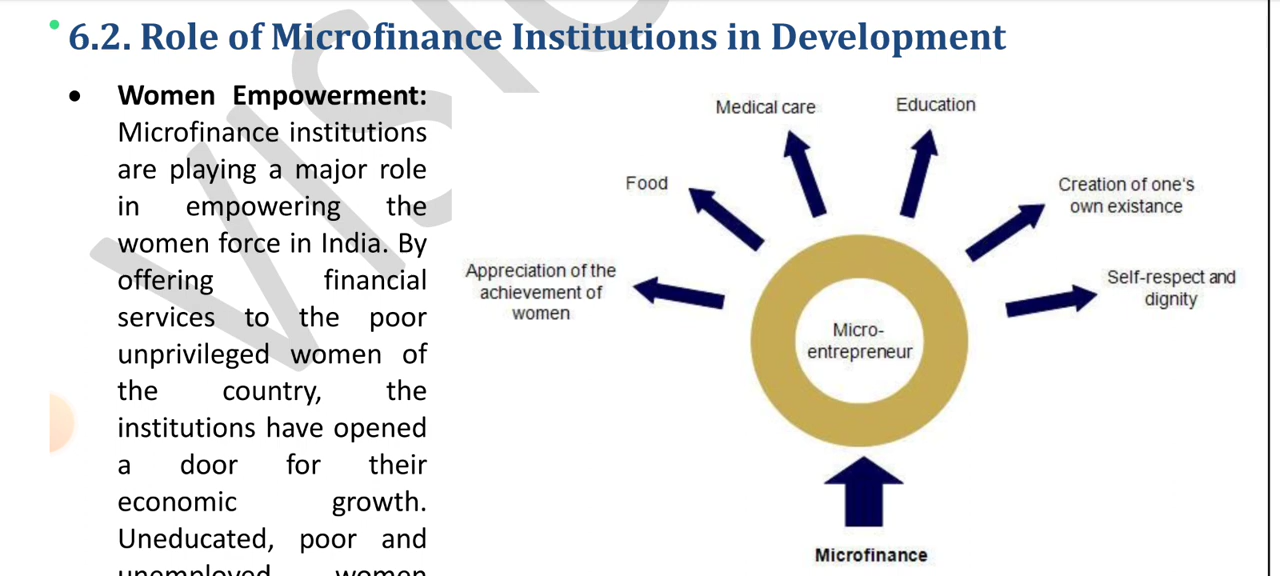 6.2. Role of Microfinance Institutions in Development
• Women Empowerment:
Microfinance institutions
are playing a major role
in empowering the
women force in India. By
offering financial
services to the poor
unprivileged women of
the country, the
institutions have opened
a door for their
economic growth.
Uneducated, poor and
unemployed women
Medical care
Education
Food
Creation of one's
own existance
Appreciation of the
achievement of
women
Self-respect and
dignity
Micro-
entrepreneur
Microfinance
VISIO